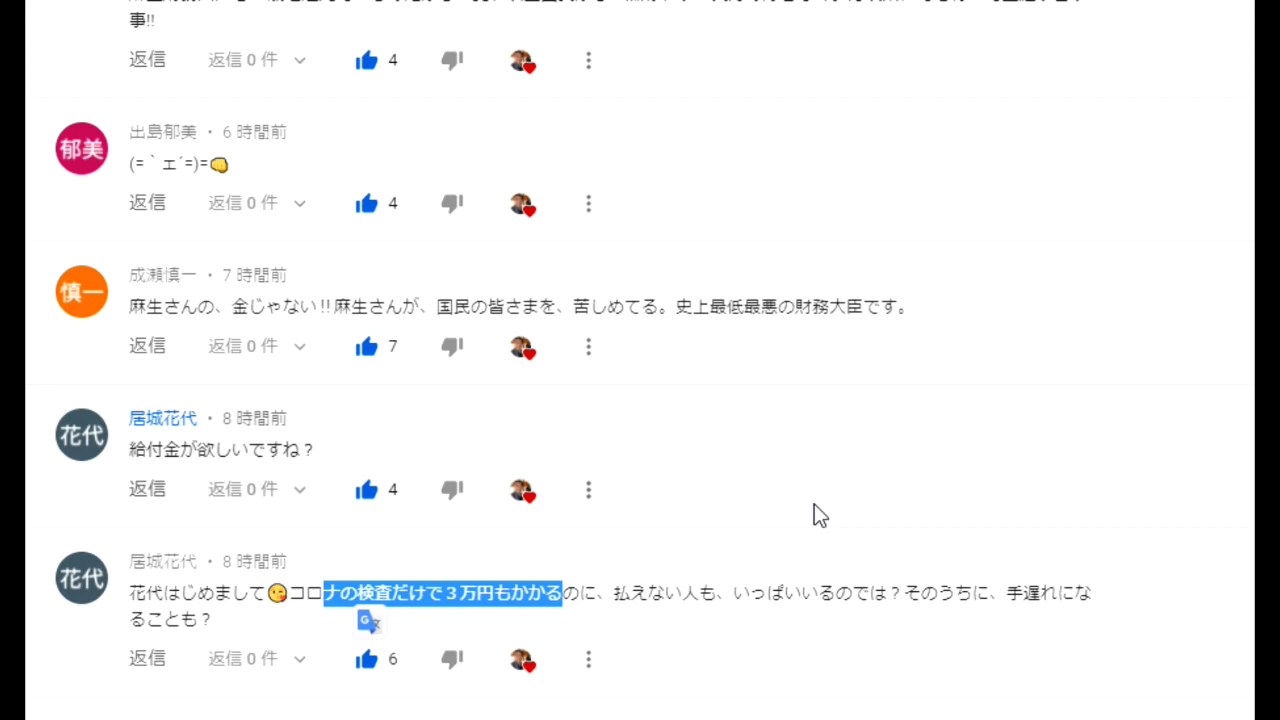 事!!
返信 返信 0 件 4
郁美 出島郁美 ・ 6 時間前
(=｀ェ´=)=👊
返信 返信 0 件 4
慎一 成瀬慎一 ・ 7 時間前
麻生さんの、金じゃない!!麻生さんが、国民の皆さまを、苦しめてる。史上最低最悪の財務大臣です。
返信 返信 0 件 7
花代 居城花代 ・ 8 時間前
給付金が欲しいですね？
返信 返信 0 件 4
花代 居城花代 ・ 8 時間前
花代はじめまして😘コロナの検査だけで３万円もかかるのに、払えない人も、いっぱいいるのでは？そのうちに、手遅れにな
ることも？
返信 返信 0 件 6